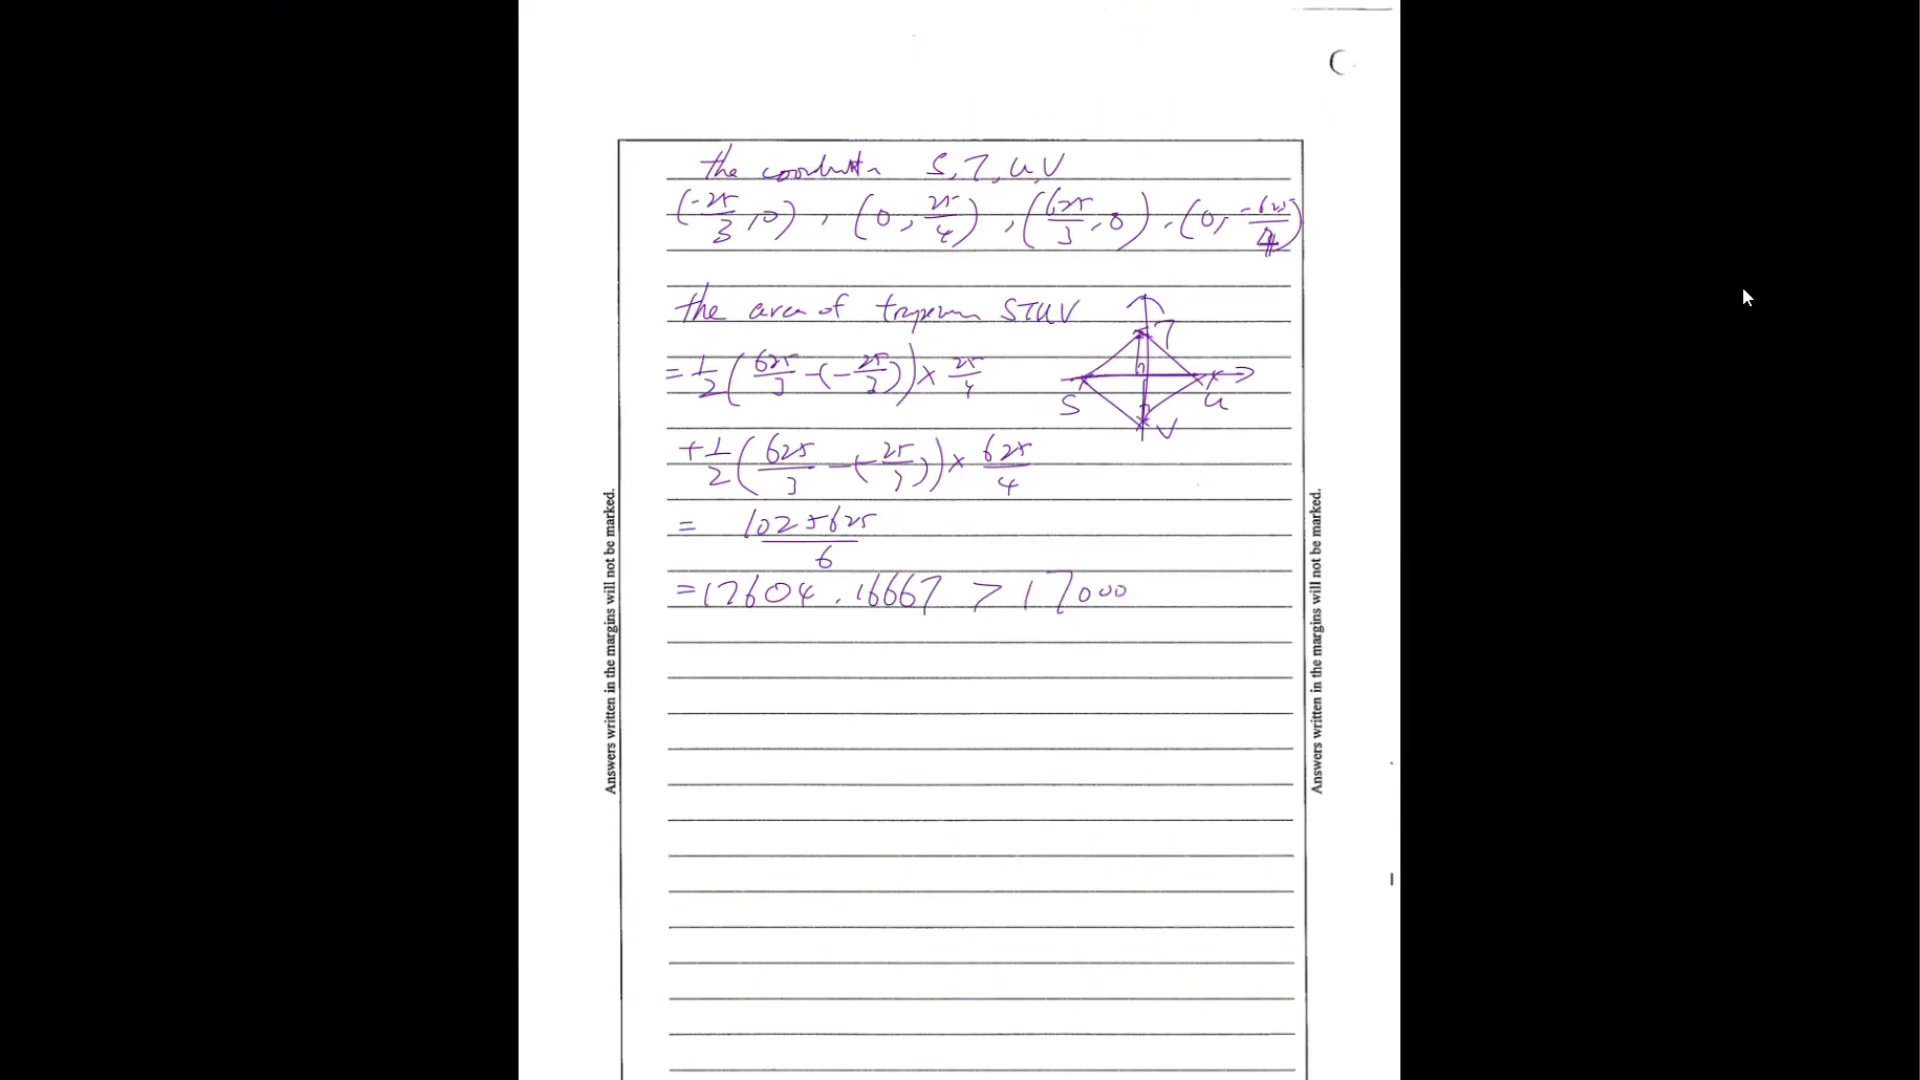 the coordinate S, T, U, V
(-25/3, 0), (0, 25/4), (625/3, 0), (0, -625/4)
the area of trapezium STUV
= 1/2 (625/3 - (-25/3)) × 25/4
+ 1/2 (625/3 - (-25/3)) × 625/4
= 1025625/6
= 17604.16667 > 17000
T
S
U
V
Answers written in the margins will not be marked.
Answers written in the margins will not be marked.